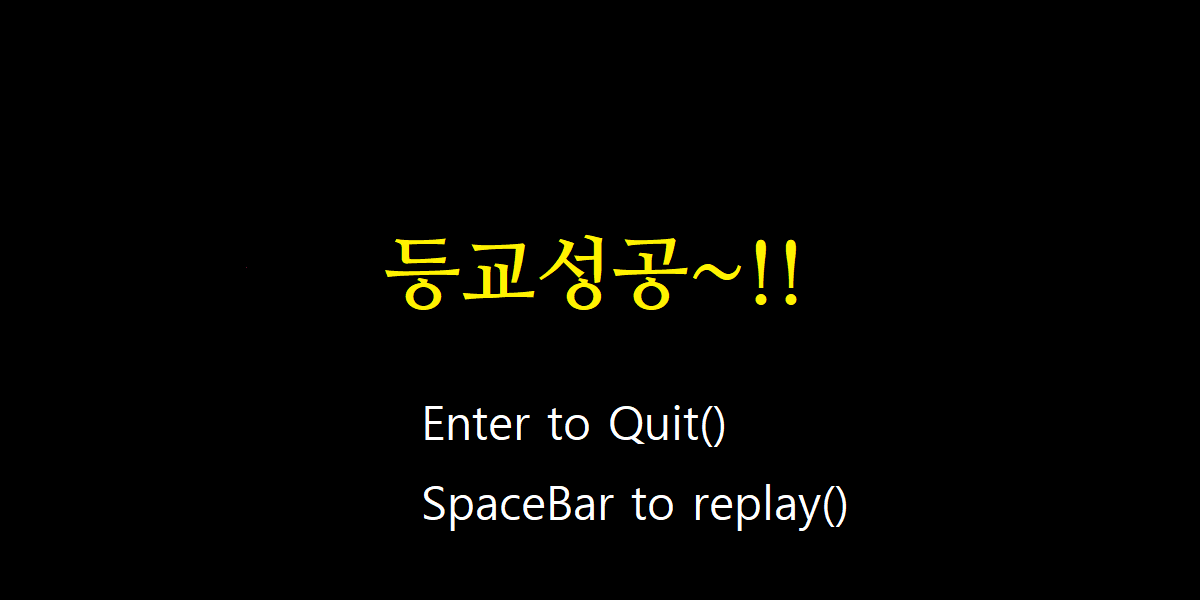 등교성공~!!
Enter to Quit()
SpaceBar to replay()